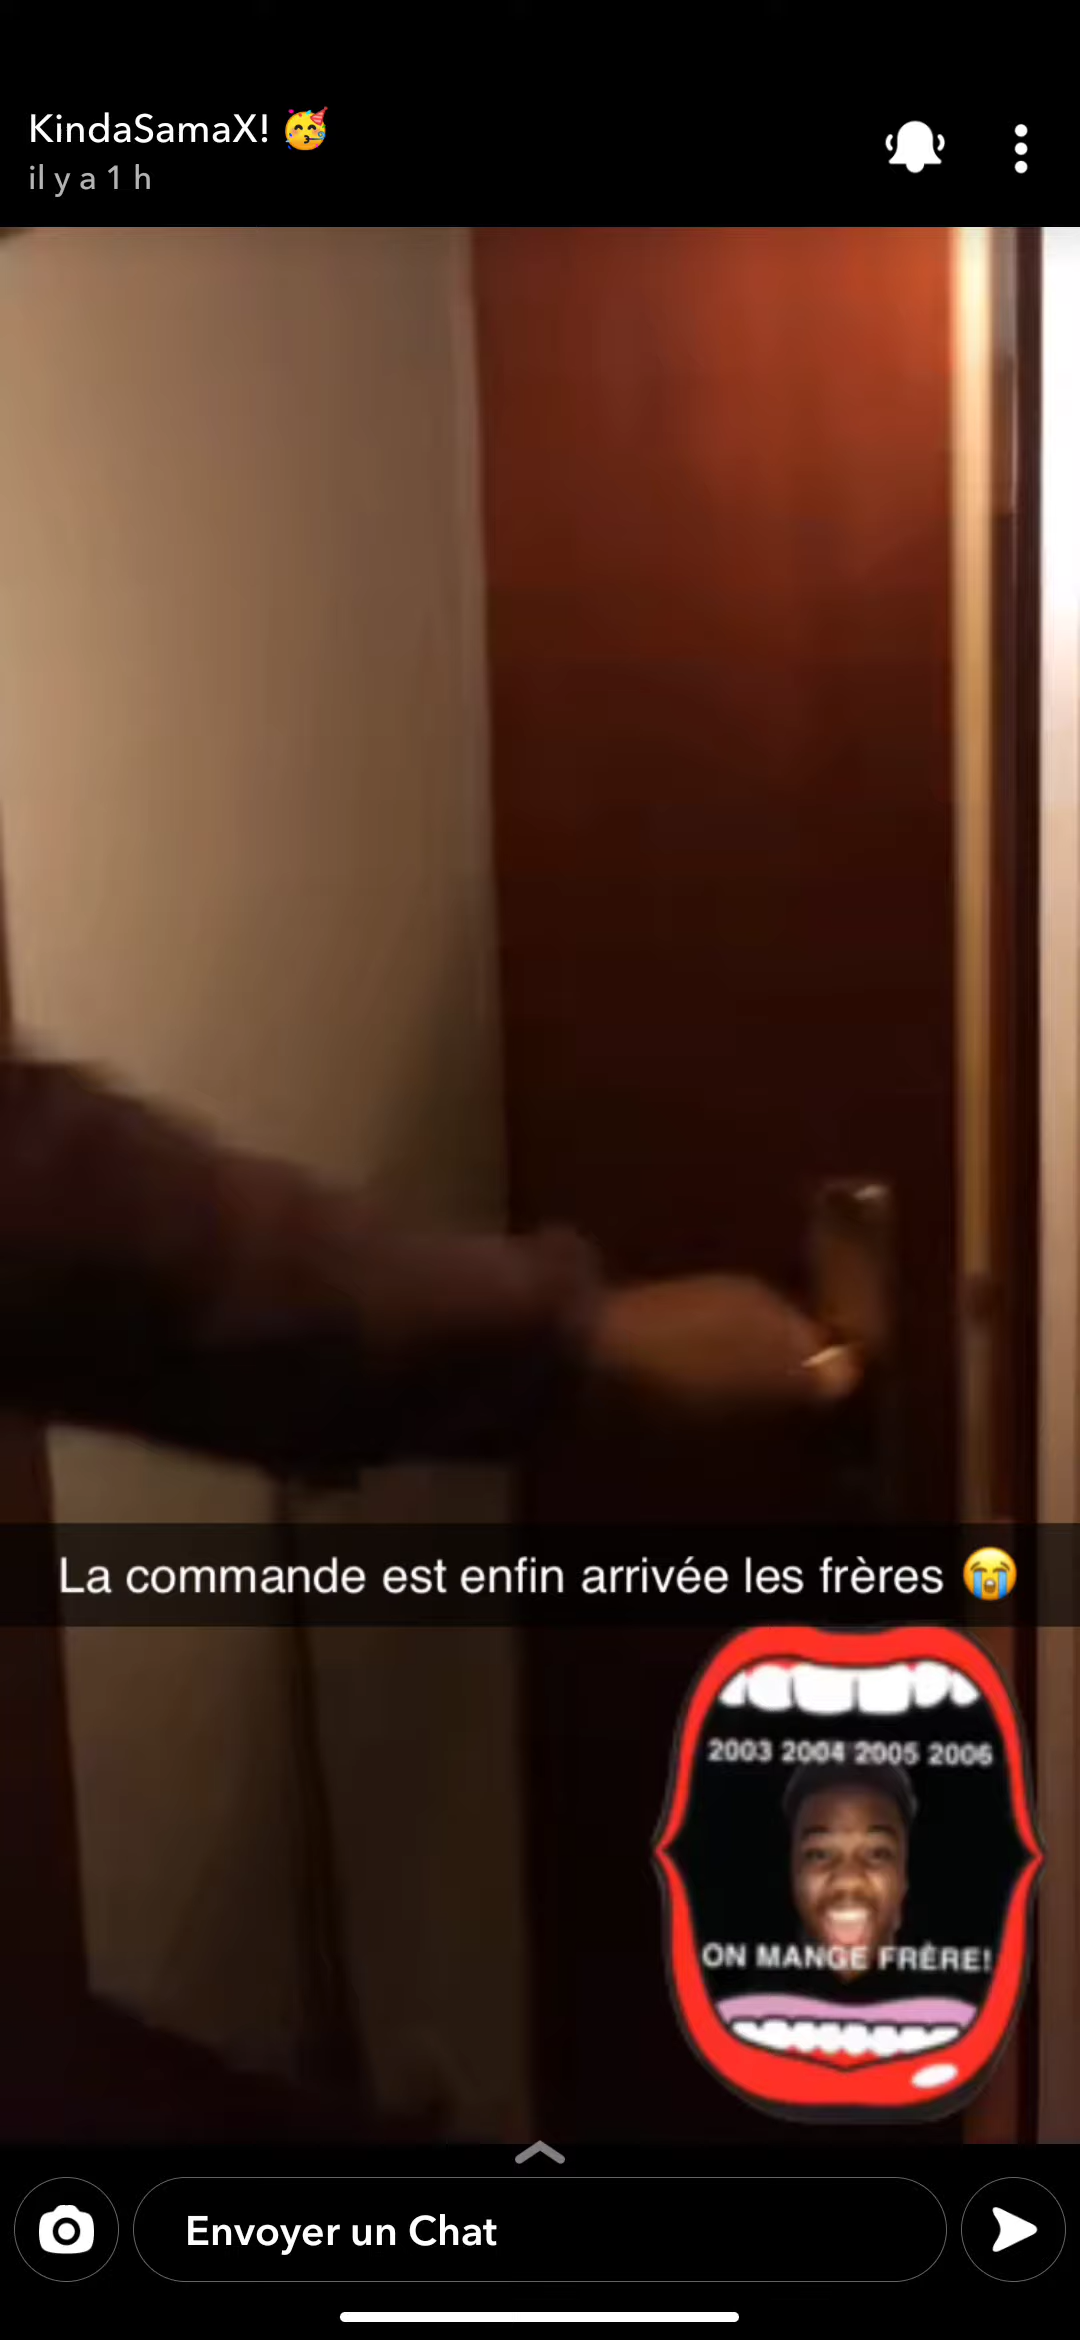 KindaSamaX! 🥳
il y a 1 h
La commande est enfin arrivée les frères 😭
2003 2004 2005 2006
ON MANGE FRÈRE!
Envoyer un Chat